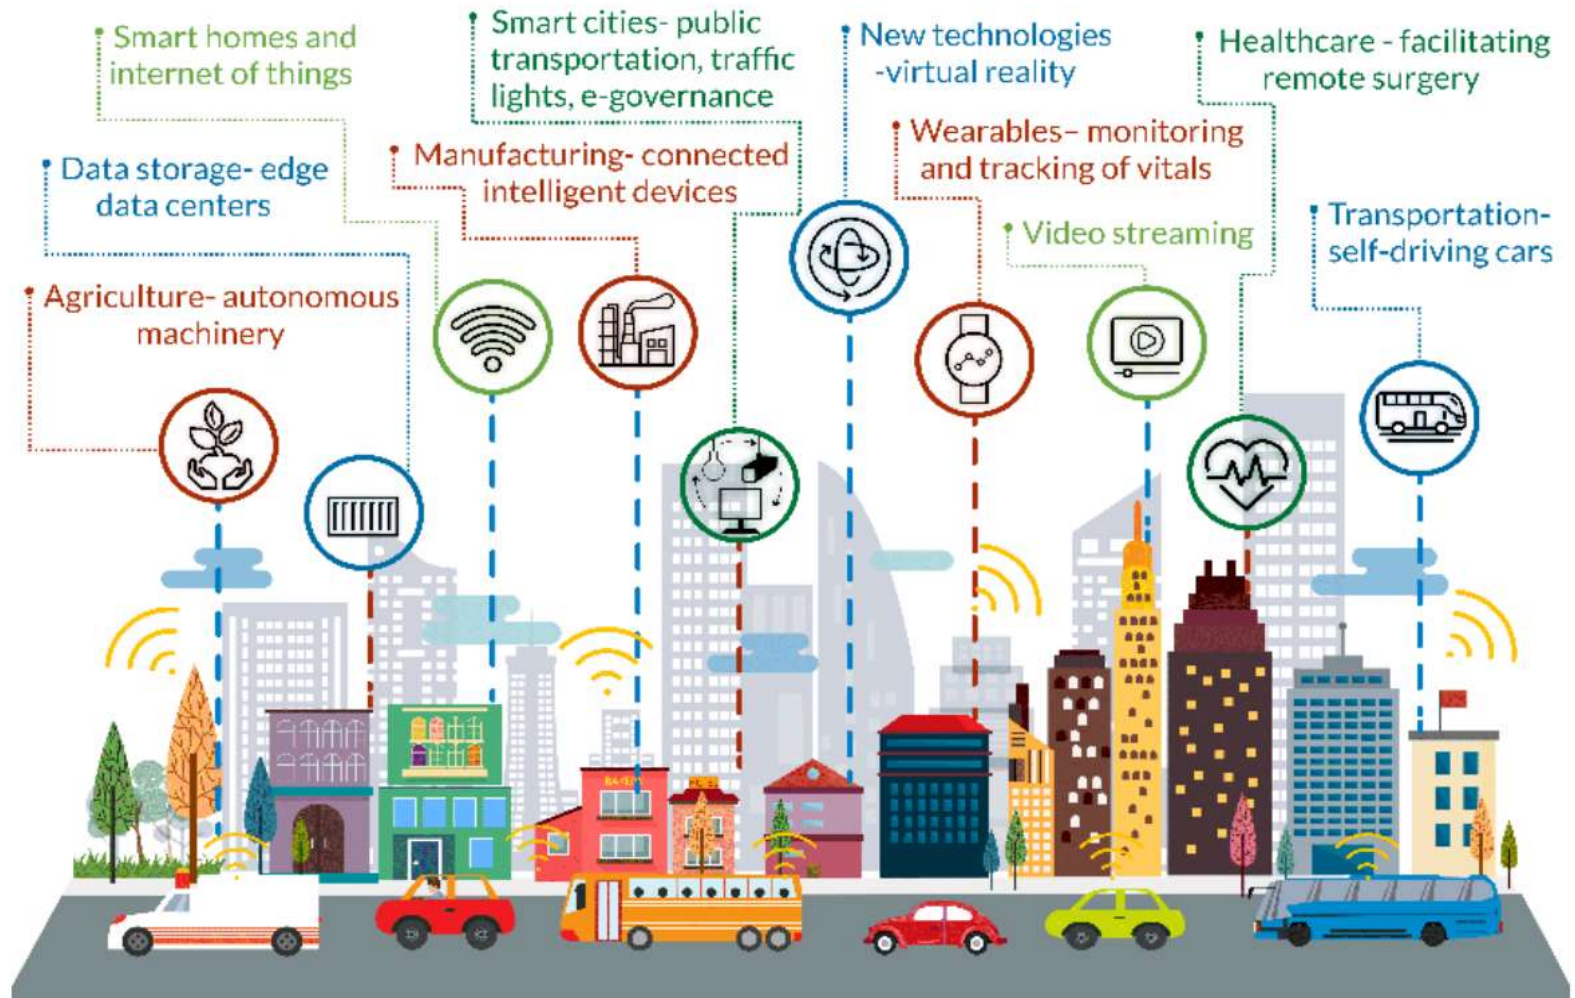 Smart homes and
internet of things
Smart cities- public
transportation, traffic
lights, e-governance
New technologies
-virtual reality
Healthcare - facilitating
remote surgery
Data storage- edge
data centers
Manufacturing- connected
intelligent devices
Wearables– monitoring
and tracking of vitals
Video streaming
Transportation-
self-driving cars
Agriculture- autonomous
machinery
BAKERY